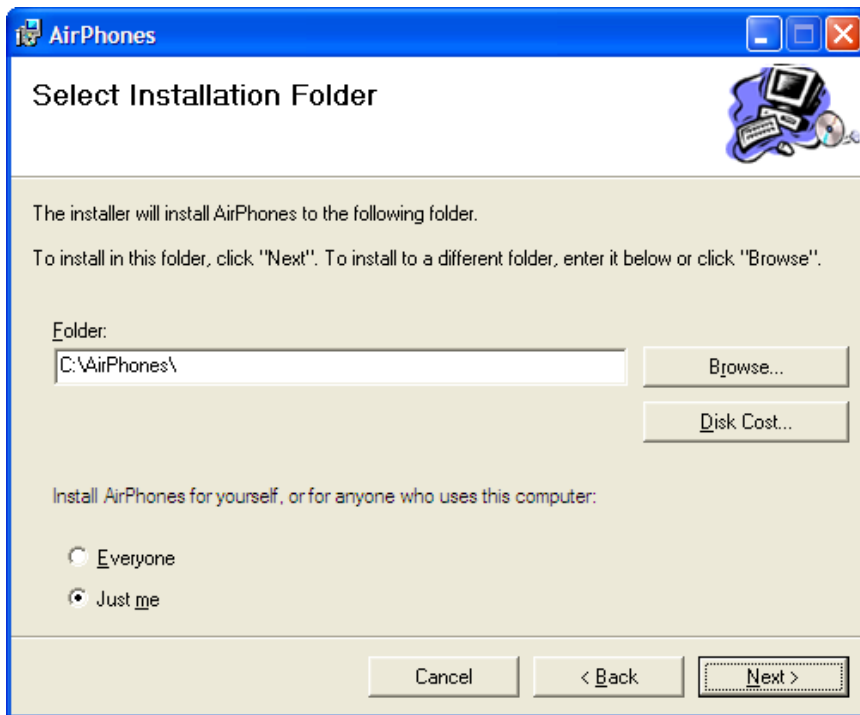 AirPhones
Select Installation Folder
The installer will install AirPhones to the following folder.
To install in this folder, click "Next". To install to a different folder, enter it below or click "Browse".
Folder:
C:\AirPhones\
Browse...
Disk Cost...
Install AirPhones for yourself, or for anyone who uses this computer:
Everyone
Just me
Cancel
< Back
Next >